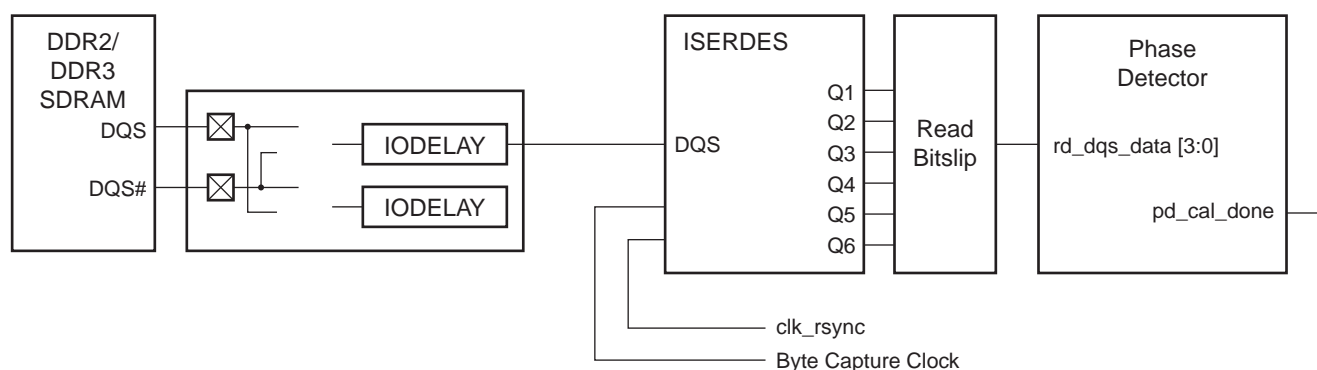 DDR2/
DDR3
SDRAM
DQS
DQS#
IODELAY
IODELAY
ISERDES
DQS
Q1
Q2
Q3
Q4
Q5
Q6
Read
Bitslip
Phase
Detector
rd_dqs_data [3:0]
pd_cal_done
clk_rsync
Byte Capture Clock